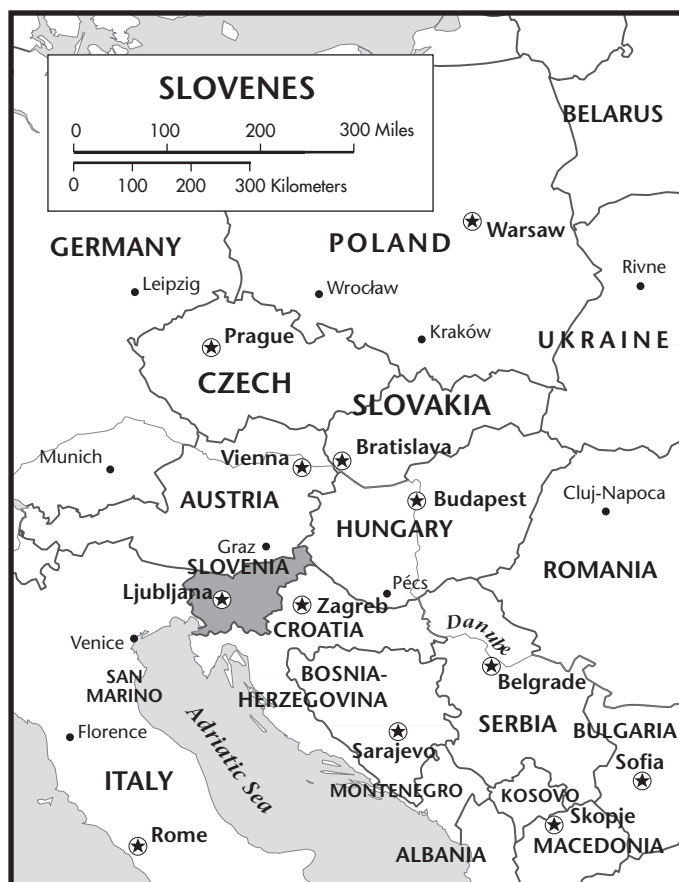 SLOVENES
0 100 200 300 Miles
0 100 200 300 Kilometers
BELARUS
GERMANY
POLAND
Warsaw
Leipzig
Wrocław
Rivne
Prague
Kraków
UKRAINE
CZECH
SLOVAKIA
Munich
Vienna
Bratislava
AUSTRIA
Budapest
Cluj-Napoca
HUNGARY
Graz
SLOVENIA
ROMANIA
Ljubljana
Pécs
Zagreb
CROATIA
Danube
Venice
SAN
MARINO
BOSNIA-
HERZEGOVINA
Belgrade
Florence
Adriatic Sea
SERBIA
BULGARIA
Sarajevo
Sofia
ITALY
MONTENEGRO
KOSOVO
Rome
Skopje
ALBANIA
MACEDONIA